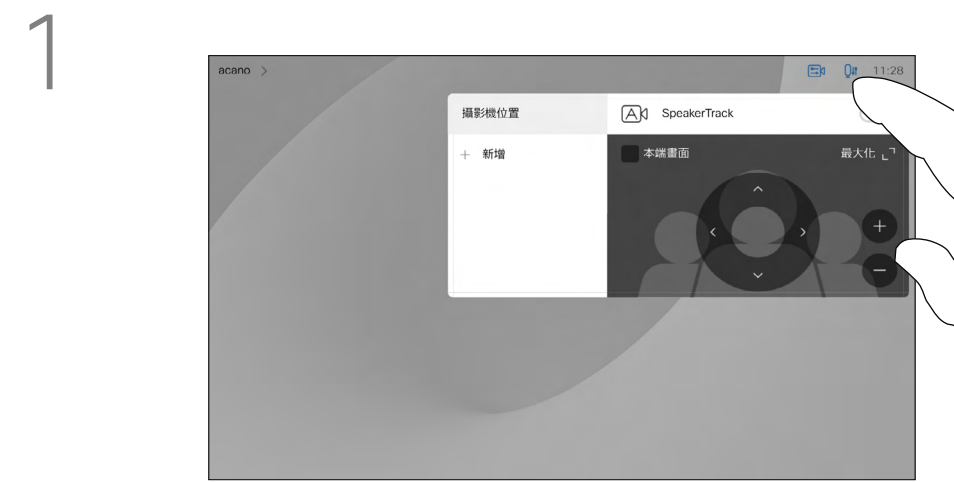 1
acano >
11:28
攝影機位置
SpeakerTrack
+ 新增
本端畫面
最大化